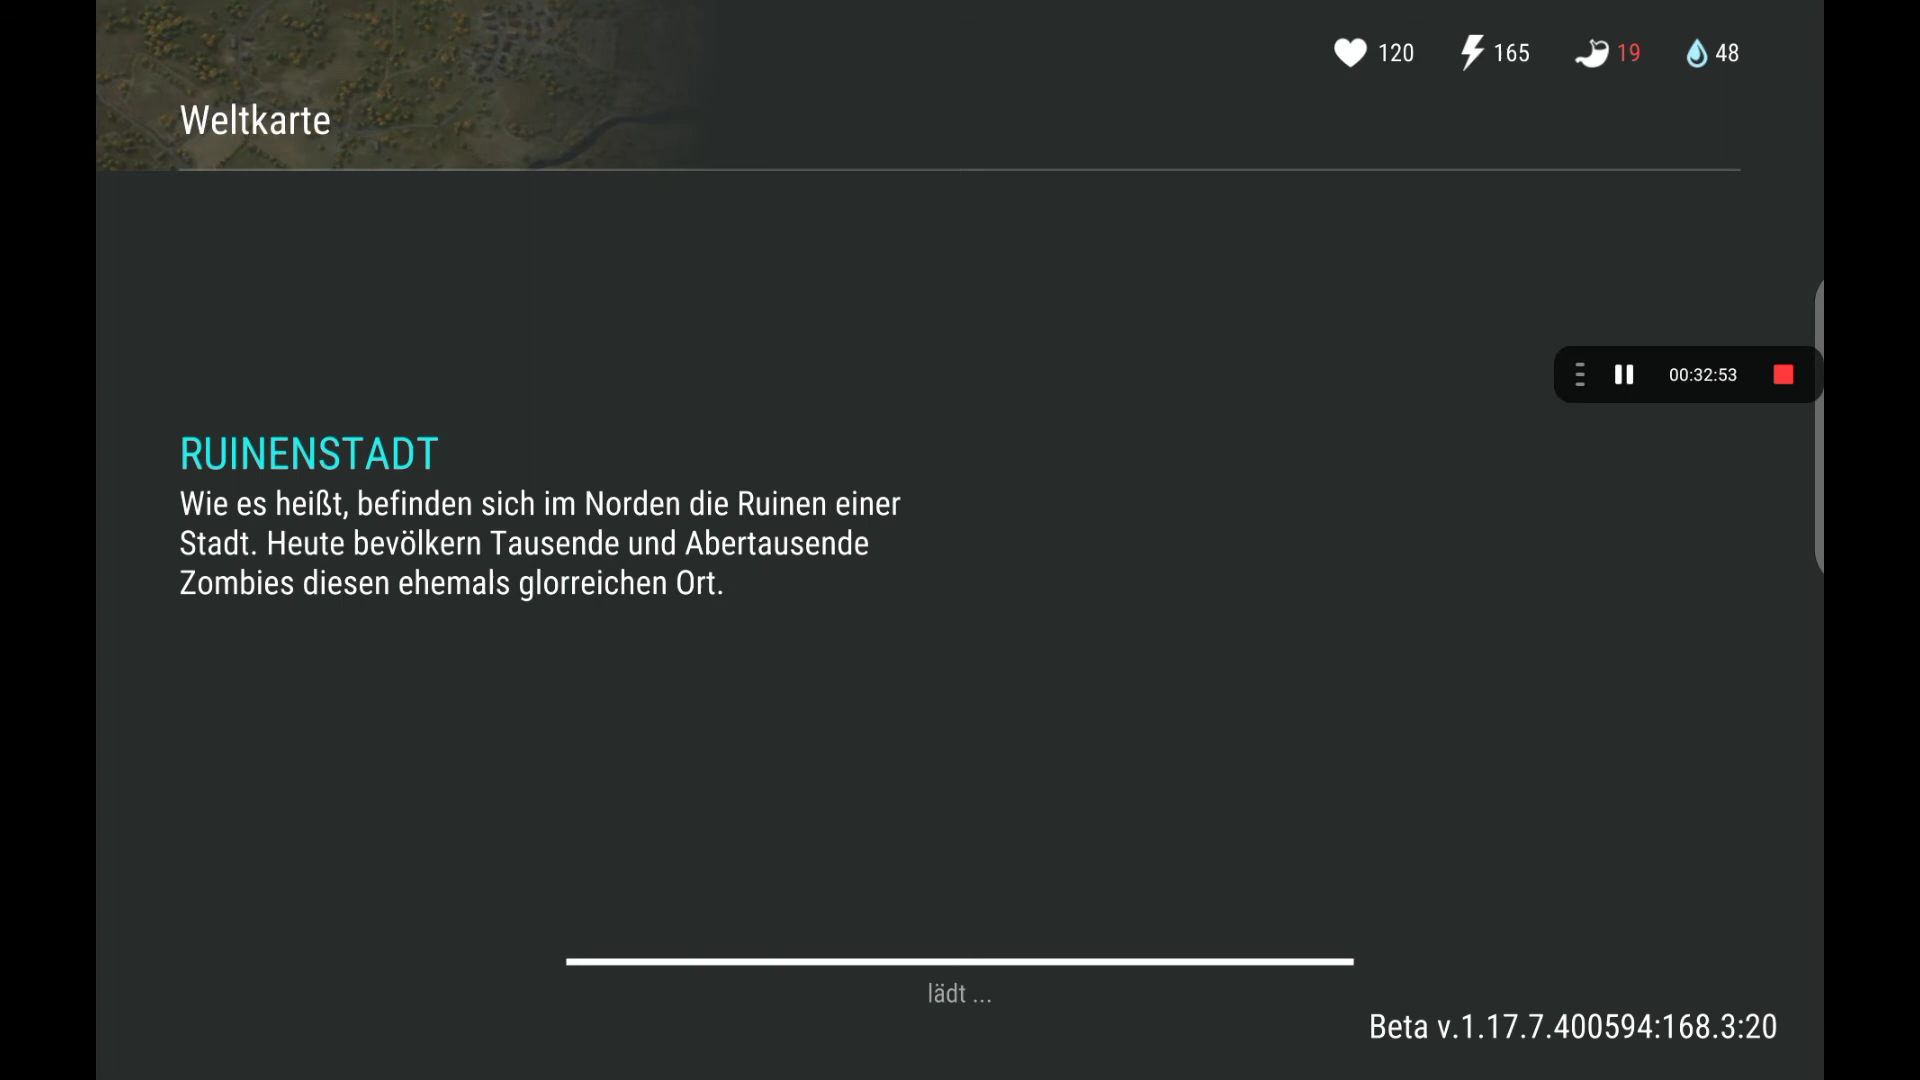 120 165 19 48
Weltkarte
00:32:53
RUINENSTADT
Wie es heißt, befinden sich im Norden die Ruinen einer
Stadt. Heute bevölkern Tausende und Abertausende
Zombies diesen ehemals glorreichen Ort.
lädt ...
Beta v.1.17.7.400594:168.3:20